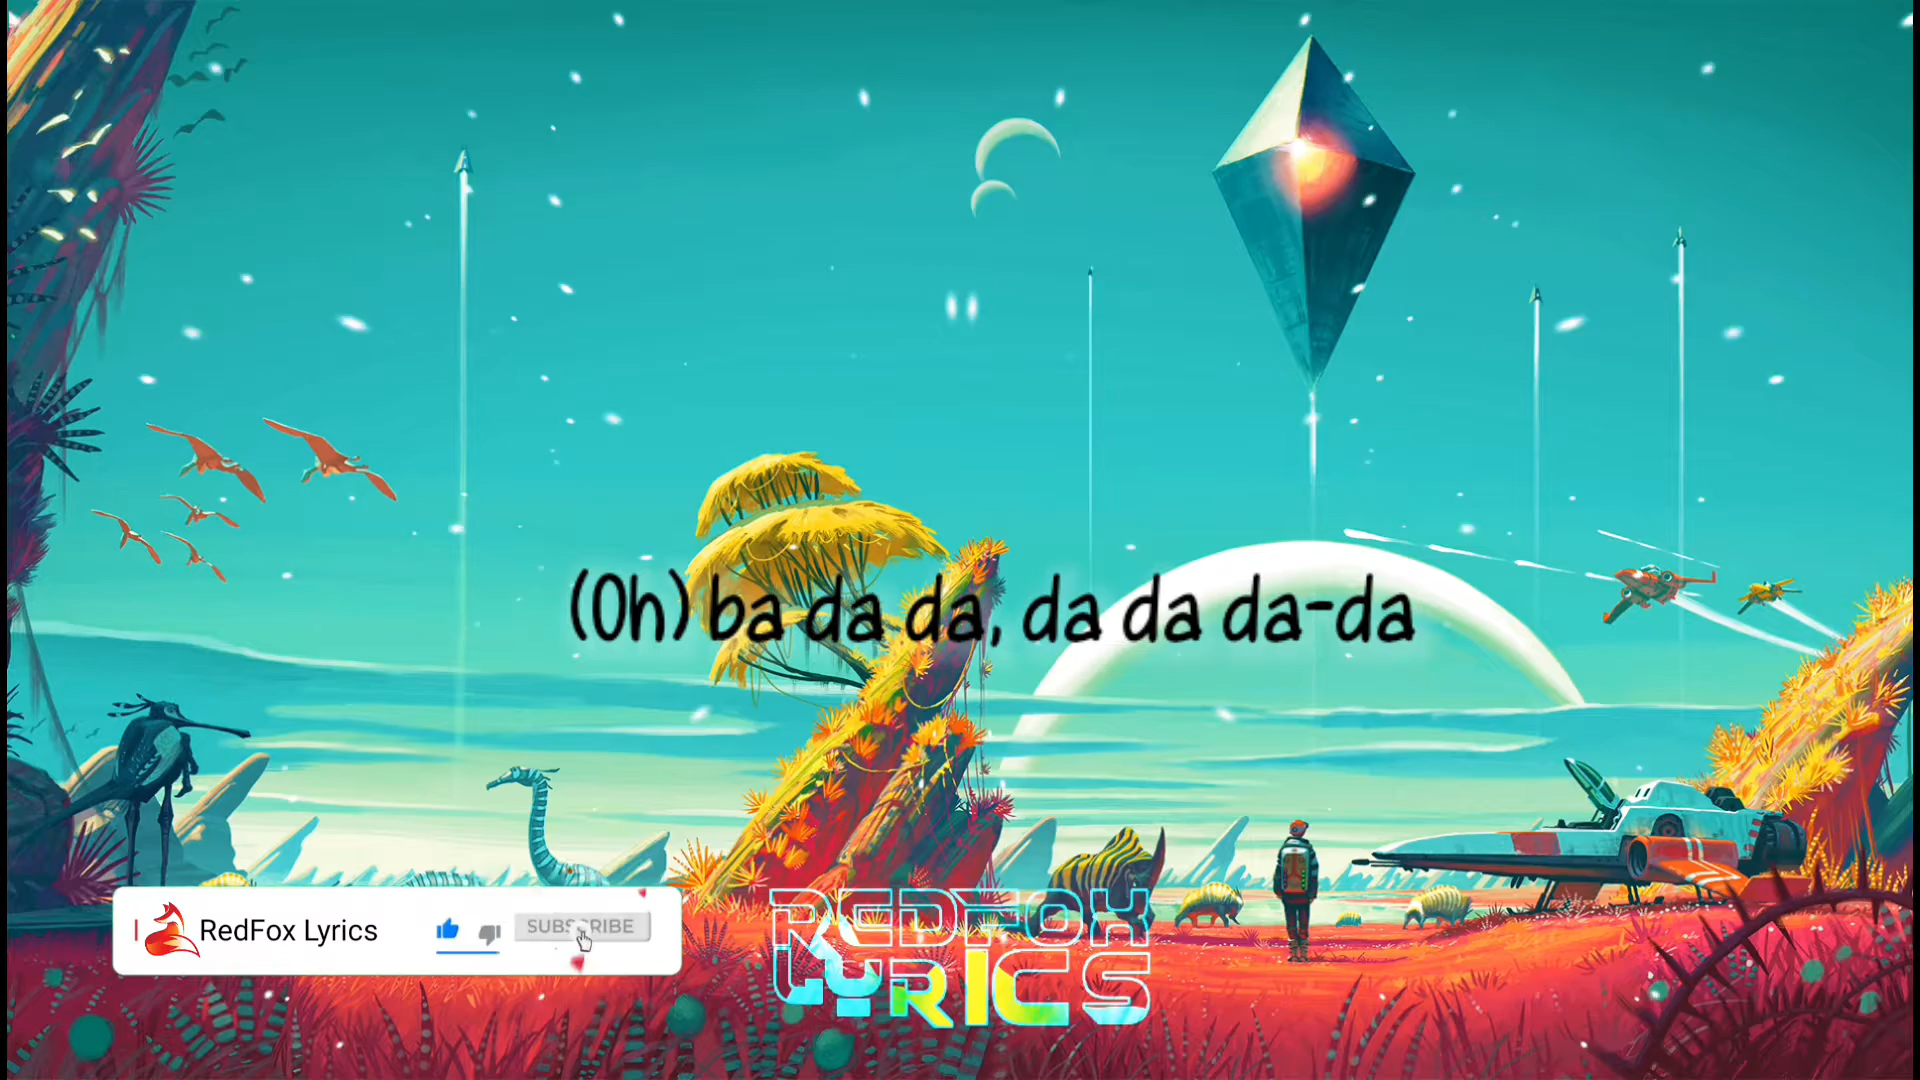 (Oh) ba da da, da da da-da
RedFox Lyrics
SUBSCRIBE
REDFOX
LYRICS